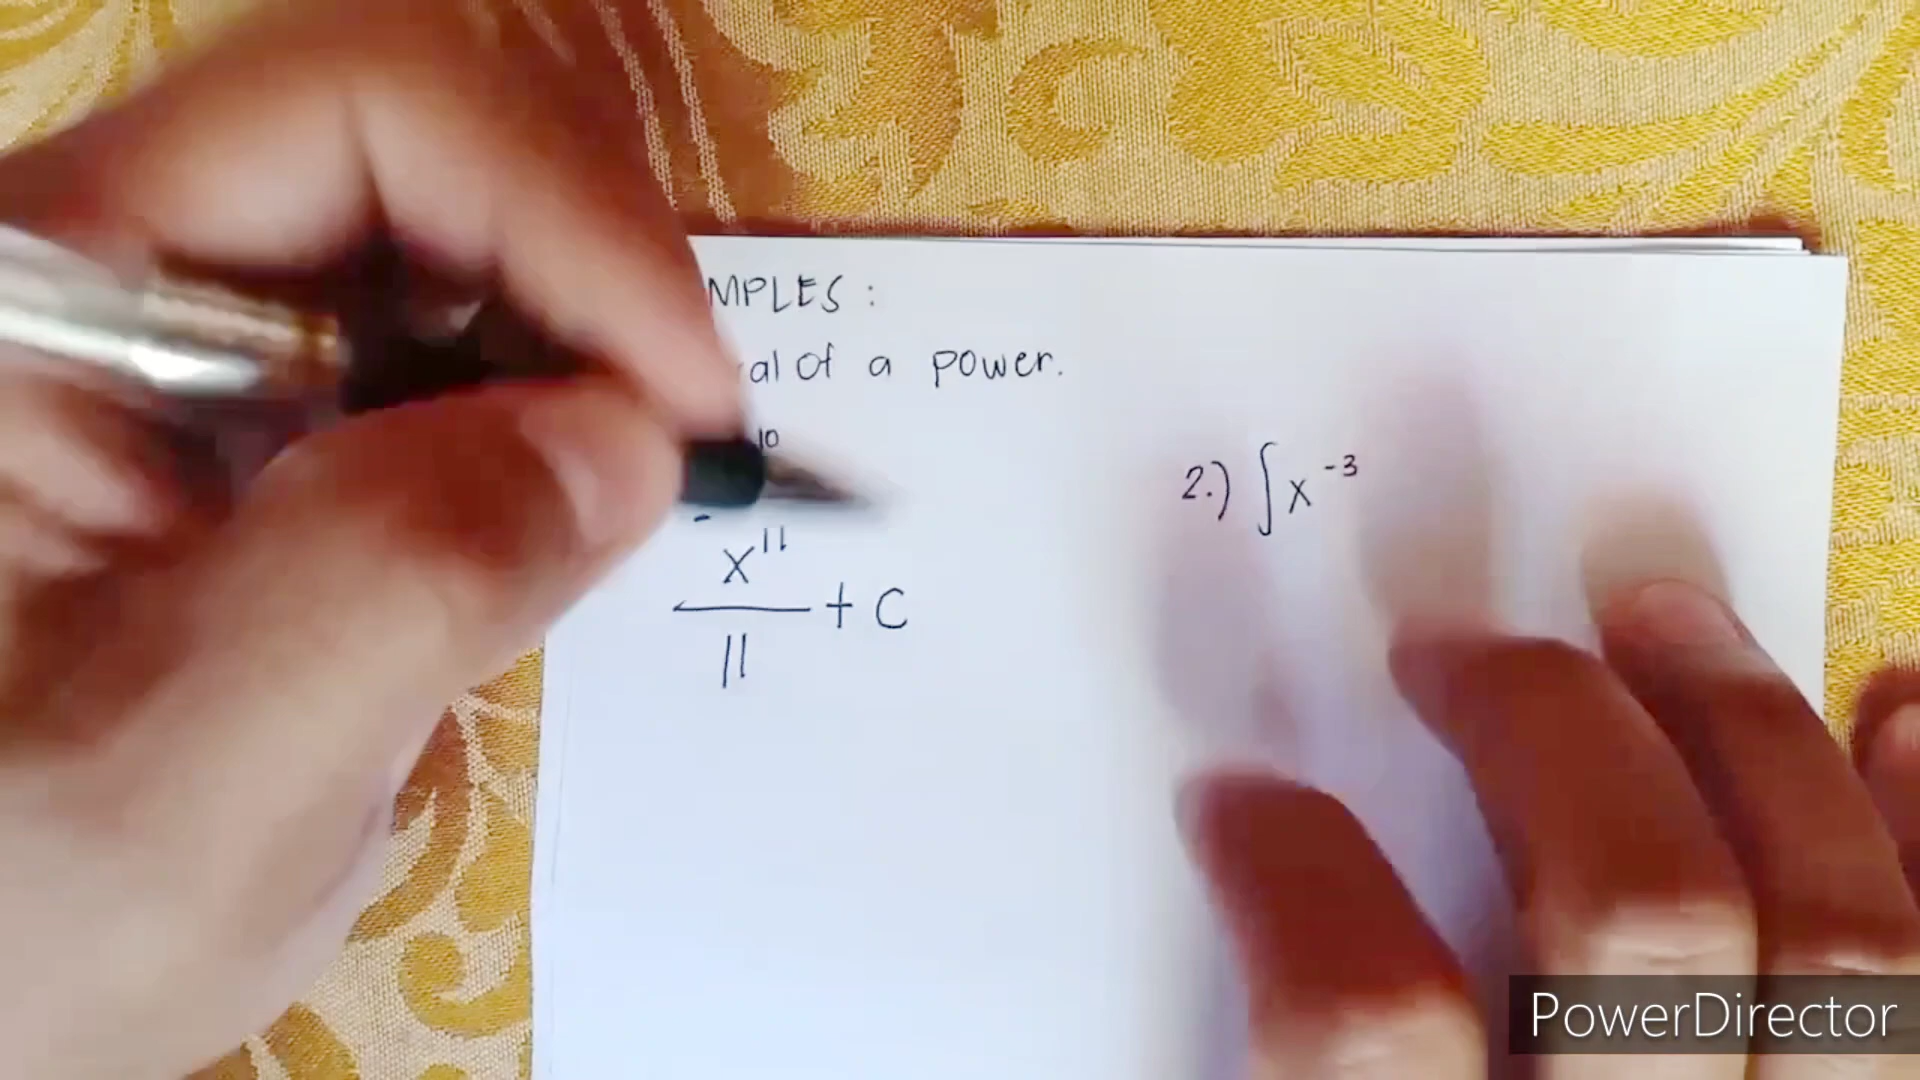 MPLES :
al of a power.
10
2.) ∫x⁻³
x¹¹
+ C
11
PowerDirector